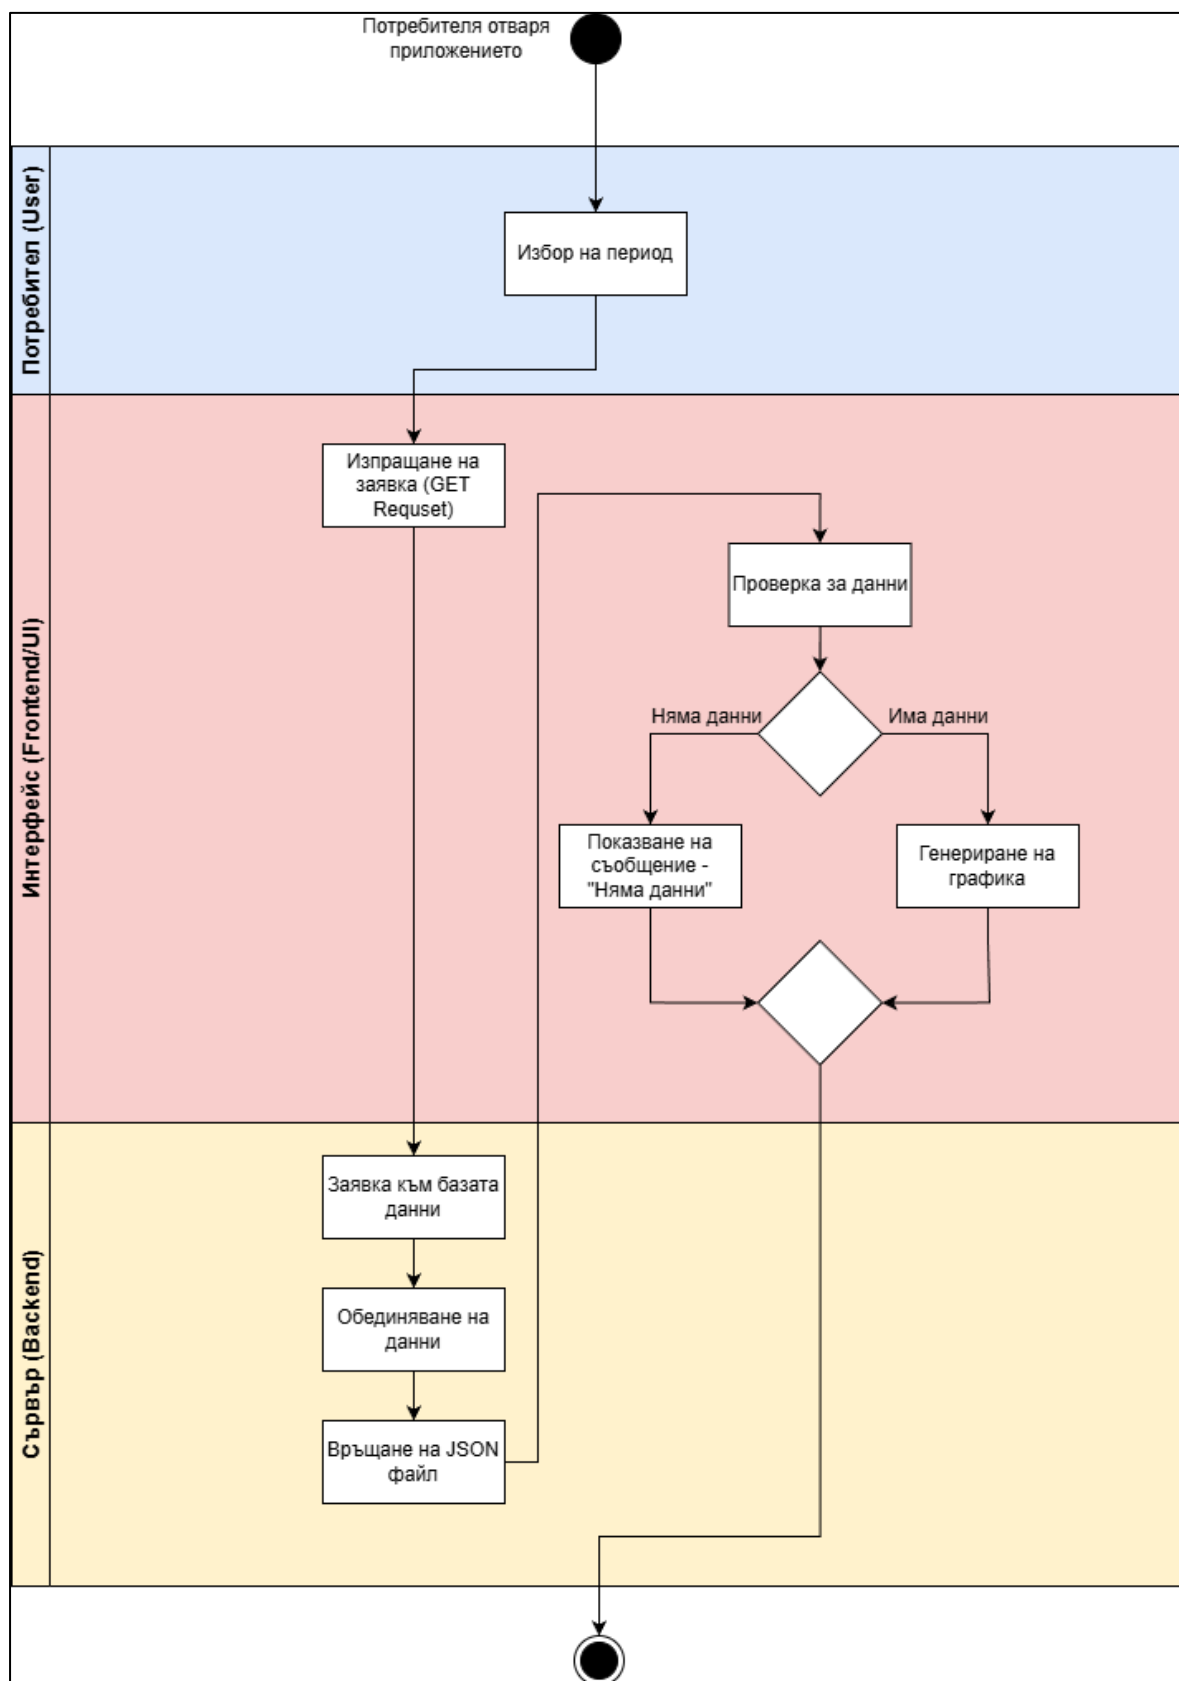 Потребителя отваря
приложението
Потребител (User)
Избор на период
Интерфейс (Frontend/UI)
Изпращане на
заявка (GET
Requset)
Проверка за данни
Няма данни
Има данни
Показване на
съобщение -
"Няма данни"
Генериране на
графика
Сървър (Backend)
Заявка към базата
данни
Обединяване на
данни
Връщане на JSON
файл